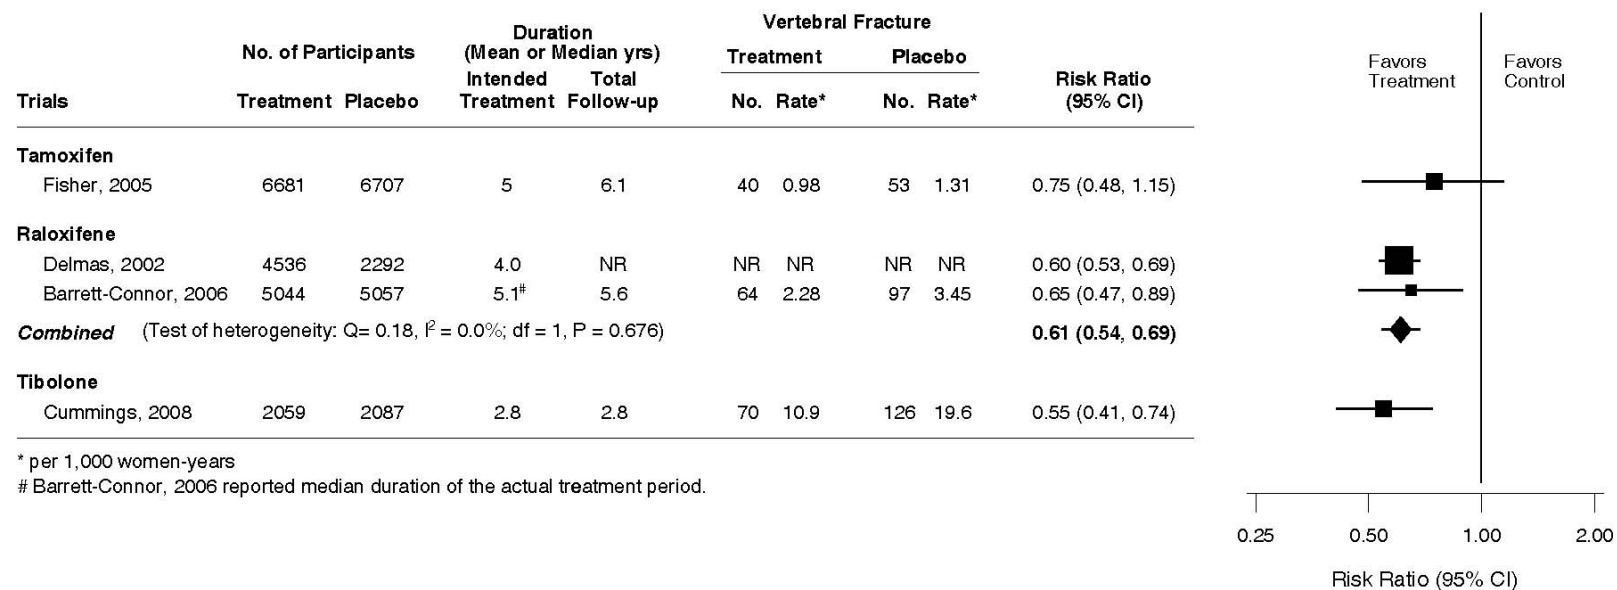 Vertebral Fracture
Duration
No. of Participants (Mean or Median yrs) Treatment Placebo Favors Favors
Intended Total Risk Ratio Treatment Control
Trials Treatment Placebo Treatment Follow-up No. Rate* No. Rate* (95% CI)
Tamoxifen
Fisher, 2005 6681 6707 5 6.1 40 0.98 53 1.31 0.75 (0.48, 1.15)
Raloxifene
Delmas, 2002 4536 2292 4.0 NR NR NR NR NR 0.60 (0.53, 0.69)
Barrett-Connor, 2006 5044 5057 5.1# 5.6 64 2.28 97 3.45 0.65 (0.47, 0.89)
Combined (Test of heterogeneity: Q= 0.18, I² = 0.0%; df = 1, P = 0.676) 0.61 (0.54, 0.69)
Tibolone
Cummings, 2008 2059 2087 2.8 2.8 70 10.9 126 19.6 0.55 (0.41, 0.74)
* per 1,000 women-years
# Barrett-Connor, 2006 reported median duration of the actual treatment period.
0.25 0.50 1.00 2.00
Risk Ratio (95% CI)